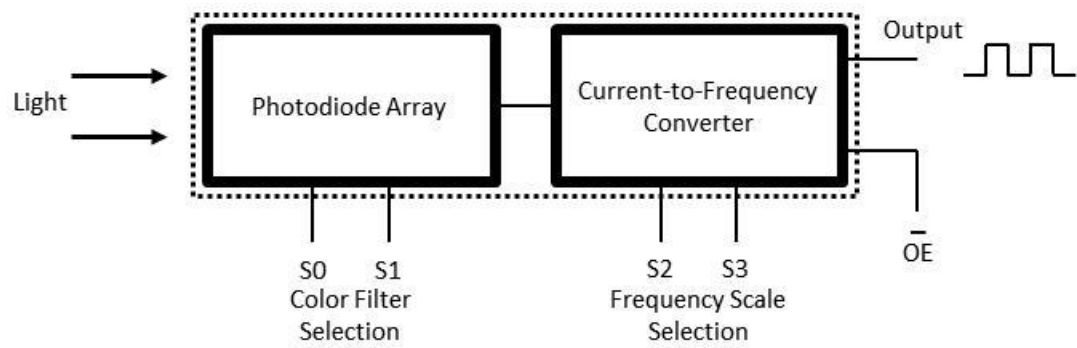 Output
Light
Photodiode Array
Current-to-Frequency
Converter
OE
S0 S1
Color Filter
Selection
S2 S3
Frequency Scale
Selection